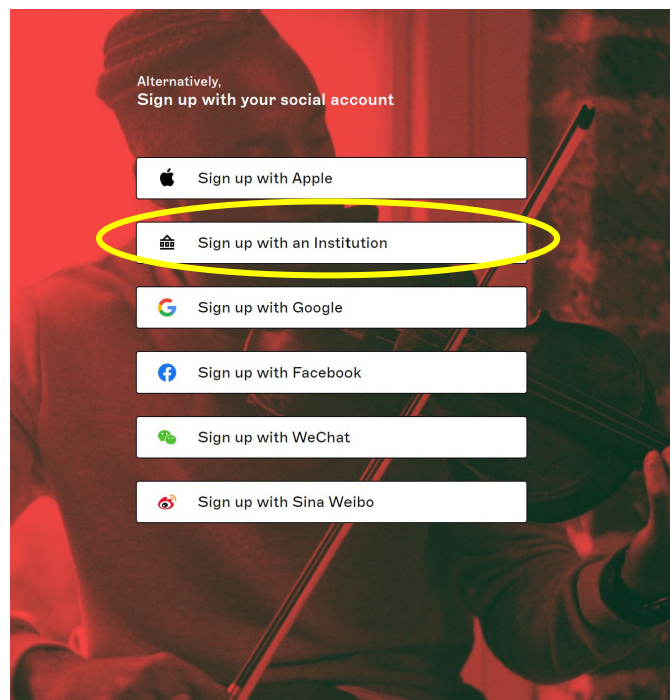 Alternatively,
Sign up with your social account
Sign up with Apple
Sign up with an Institution
Sign up with Google
Sign up with Facebook
Sign up with WeChat
Sign up with Sina Weibo